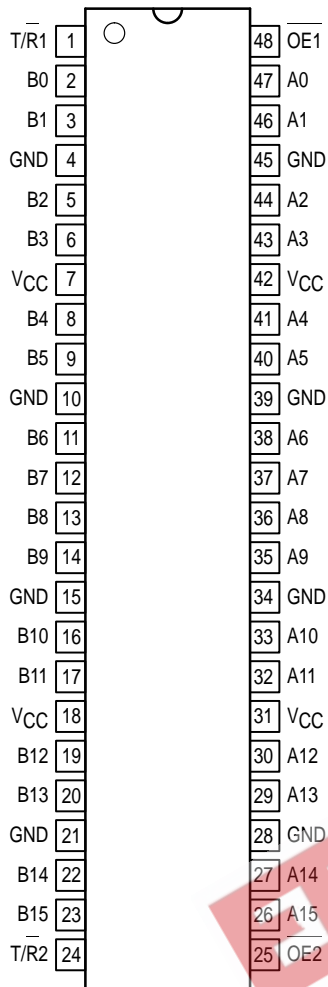 T/R̅1 1 48 O̅E̅1̅
B0 2 47 A0
B1 3 46 A1
GND 4 45 GND
B2 5 44 A2
B3 6 43 A3
VCC 7 42 VCC
B4 8 41 A4
B5 9 40 A5
GND 10 39 GND
B6 11 38 A6
B7 12 37 A7
B8 13 36 A8
B9 14 35 A9
GND 15 34 GND
B10 16 33 A10
B11 17 32 A11
VCC 18 31 VCC
B12 19 30 A12
B13 20 29 A13
GND 21 28 GND
B14 22 27 A14
B15 23 26 A15
T/R̅2 24 25 O̅E̅2̅